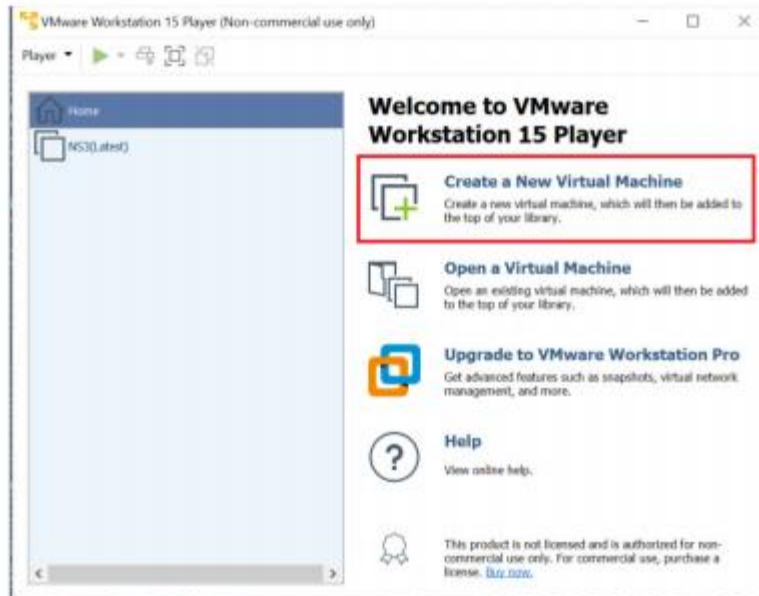 VMware Workstation 15 Player (Non-commercial use only)
Player
Home
NS3(Latest)
Welcome to VMware
Workstation 15 Player
Create a New Virtual Machine
Create a new virtual machine, which will then be added to
the top of your library.
Open a Virtual Machine
Open an existing virtual machine, which will then be added
to the top of your library.
Upgrade to VMware Workstation Pro
Get advanced features such as snapshots, virtual network
management, and more.
Help
View online help.
This product is not licensed and is authorized for non-
commercial use only. For commercial use, purchase a
license. Buy now.